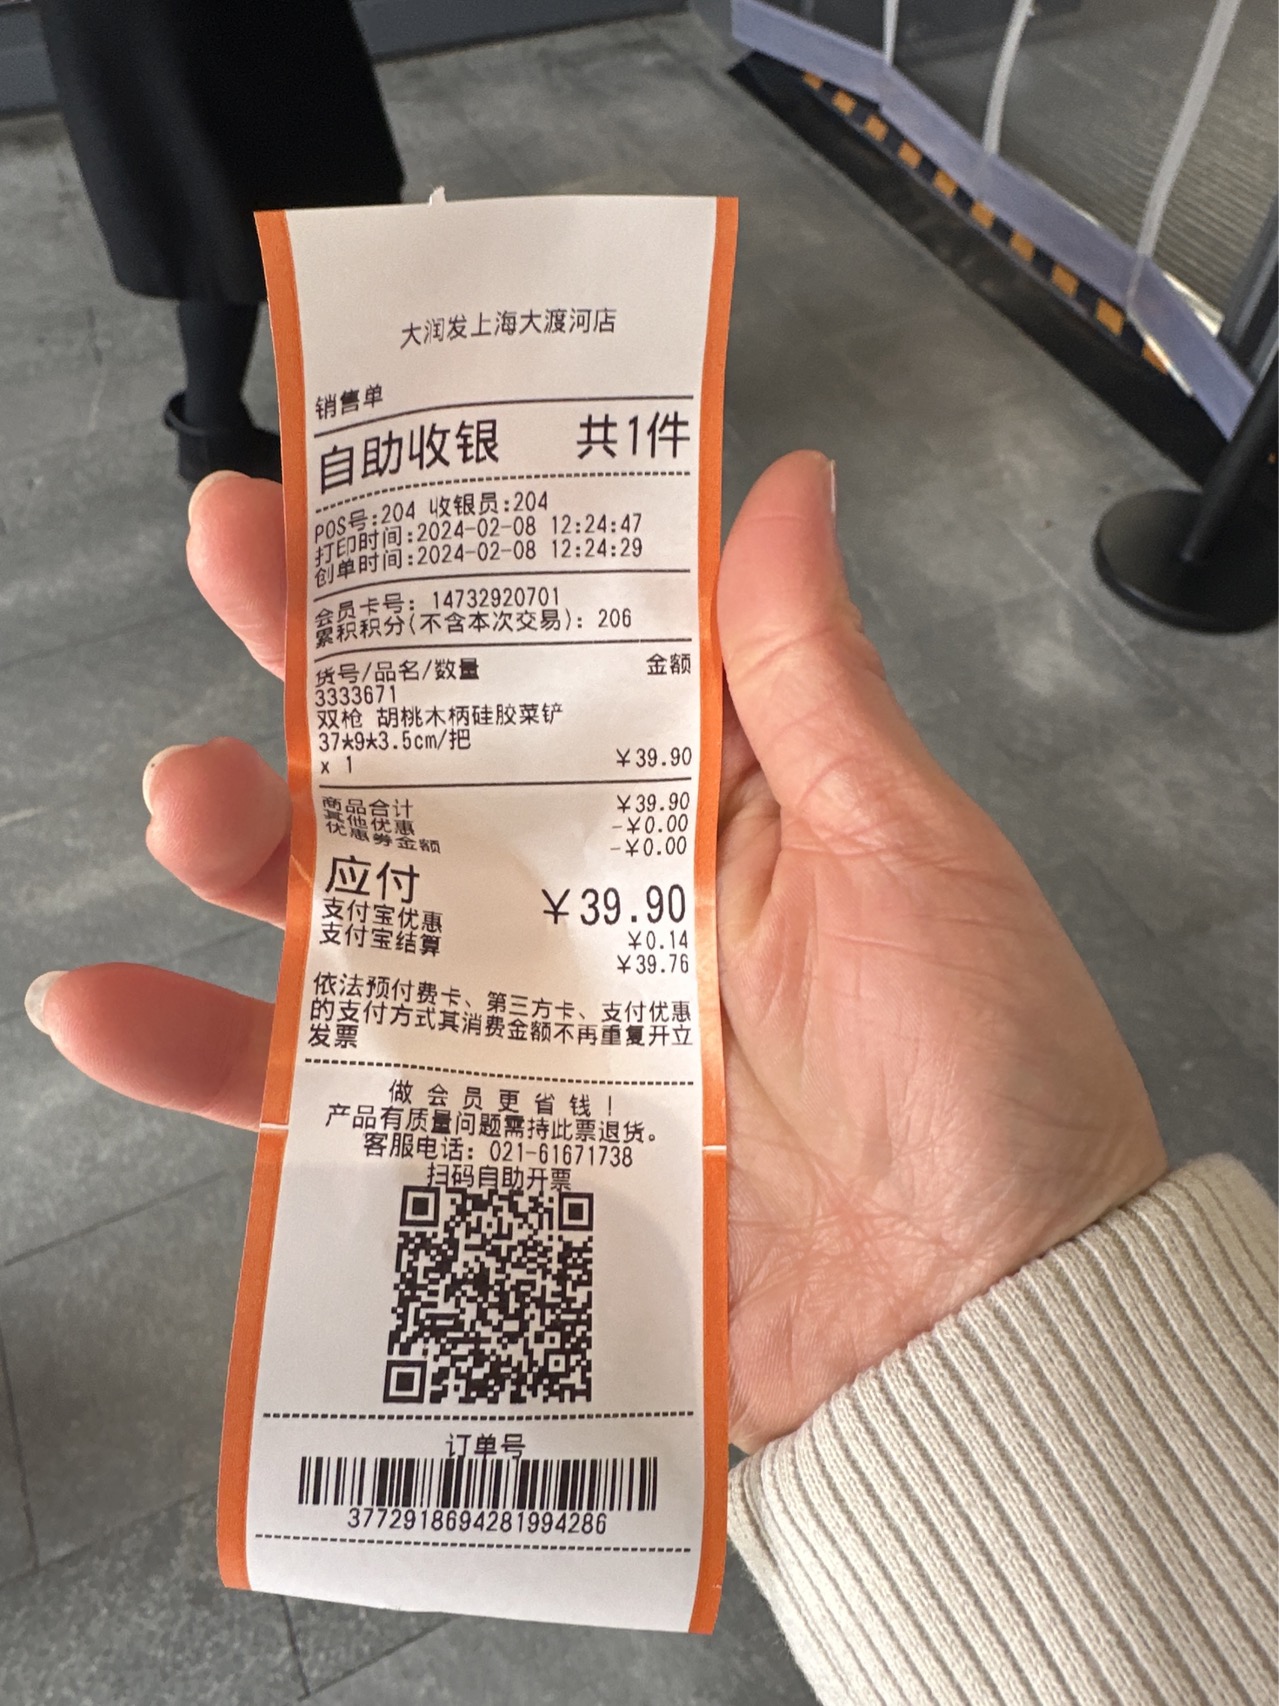 大润发上海大渡河店
销售单
自助收银 共1件
POS号:204 收银员:204
打印时间:2024-02-08 12:24:47
创单时间:2024-02-08 12:24:29
会员卡号: 14732920701
累积积分(不含本次交易): 206
货号/品名/数量 金额
3333671
双枪 胡桃木柄硅胶菜铲
37*9*3.5cm/把
x 1 ￥39.90
商品合计 ￥39.90
其他优惠 -￥0.00
优惠券金额 -￥0.00
应付 ￥39.90
支付宝优惠 ￥0.14
支付宝结算 ￥39.76
依法预付费卡、第三方卡、支付优惠
的支付方式其消费金额不再重复开立
发票
做会员更省钱!
产品有质量问题需持此票退货。
客服电话: 021-61671738
扫码自助开票
订单号
3772918694281994286